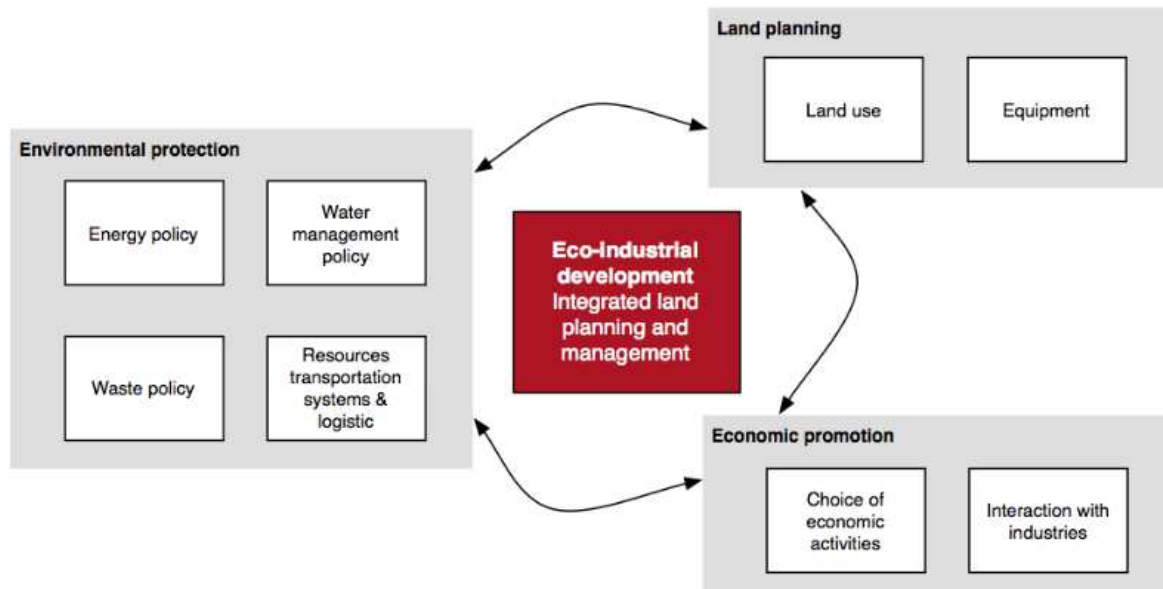 Land planning
Land use
Equipment
Environmental protection
Energy policy
Water
management
policy
Waste policy
Resources
transportation
systems &
logistic
Eco-industrial
development
Integrated land
planning and
management
Economic promotion
Choice of
economic
activities
Interaction with
industries